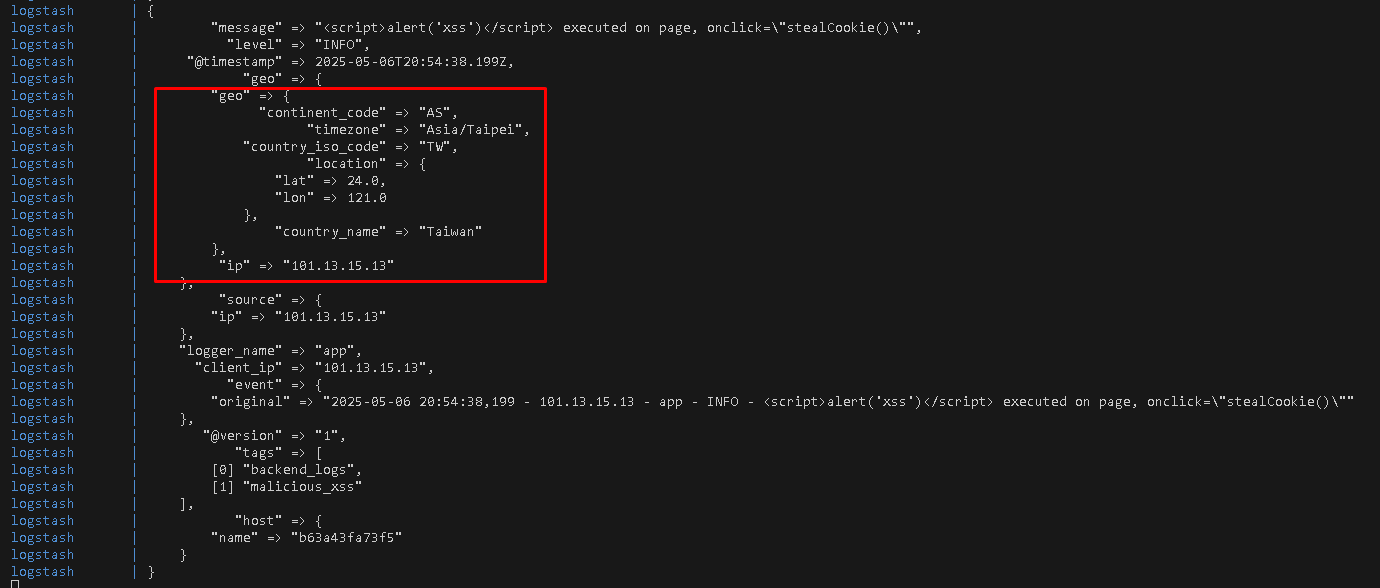 logstash | {
logstash | "message" => "<script>alert('xss')</script> executed on page, onclick=\"stealCookie()\"",
logstash | "level" => "INFO",
logstash | "@timestamp" => 2025-05-06T20:54:38.199Z,
logstash | "geo" => {
logstash | "geo" => {
logstash | "continent_code" => "AS",
logstash | "timezone" => "Asia/Taipei",
logstash | "country_iso_code" => "TW",
logstash | "location" => {
logstash | "lat" => 24.0,
logstash | "lon" => 121.0
logstash | },
logstash | "country_name" => "Taiwan"
logstash | },
logstash | "ip" => "101.13.15.13"
logstash | },
logstash | "source" => {
logstash | "ip" => "101.13.15.13"
logstash | },
logstash | "logger_name" => "app",
logstash | "client_ip" => "101.13.15.13",
logstash | "event" => {
logstash | "original" => "2025-05-06 20:54:38,199 - 101.13.15.13 - app - INFO - <script>alert('xss')</script> executed on page, onclick=\"stealCookie()\""
logstash | },
logstash | "@version" => "1",
logstash | "tags" => [
logstash | [0] "backend_logs",
logstash | [1] "malicious_xss"
logstash | ],
logstash | "host" => {
logstash | "name" => "b63a43fa73f5"
logstash | }
logstash | }